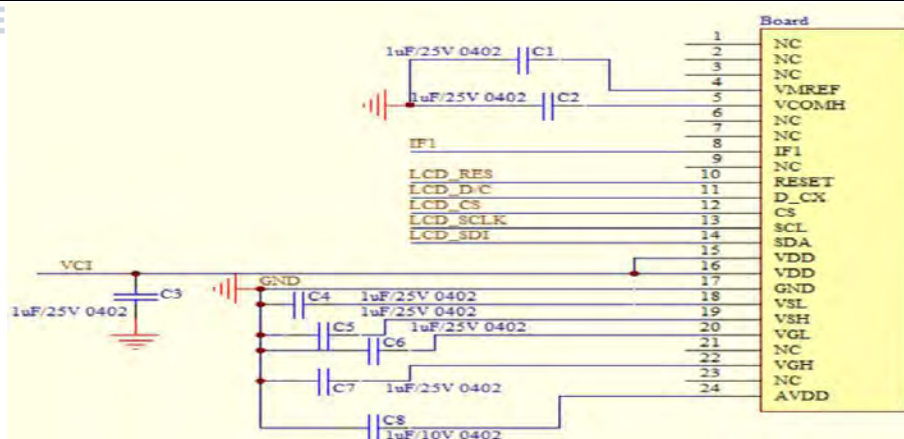 Board
1 NC
2 NC
3 NC
1uF/25V 0402 C1 4 VMREF
1uF/25V 0402 C2 5 VCOMH
6 NC
7 NC
IF1 8 IF1
9 NC
LCD_RES 10 RESET
LCD_D/C 11 D_CX
LCD_CS 12 CS
LCD_SCLK 13 SCL
LCD_SDI 14 SDA
15 VDD
VCI 16 VDD
GND 17 GND
C3 1uF/25V 0402
C4 1uF/25V 0402 18 VSL
C5 1uF/25V 0402 19 VSH
C6 1uF/25V 0402 20 VGL
21 NC
C7 1uF/25V 0402 22 VGH
23 NC
C8 1uF/10V 0402 24 AVDD